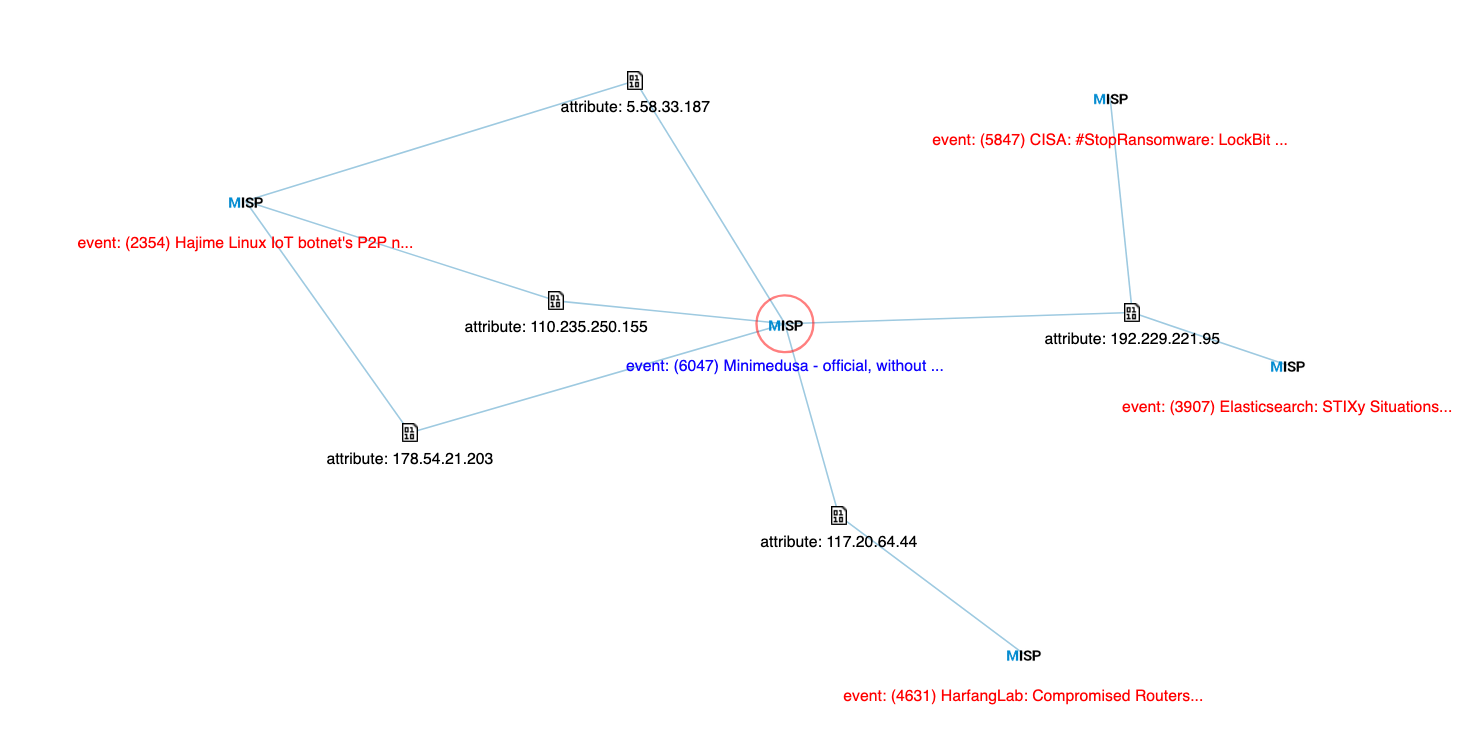 attribute: 5.58.33.187
MISP
event: (5847) CISA: #StopRansomware: LockBit ...
MISP
event: (2354) Hajime Linux IoT botnet's P2P n...
attribute: 110.235.250.155
MISP
event: (6047) Minimedusa - official, without ...
attribute: 192.229.221.95
MISP
event: (3907) Elasticsearch: STIXy Situations...
attribute: 178.54.21.203
attribute: 117.20.64.44
MISP
event: (4631) HarfangLab: Compromised Routers...